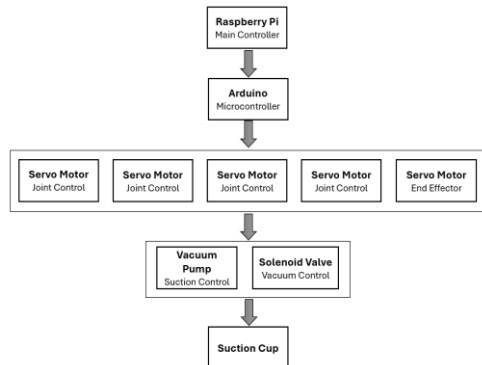 Raspberry Pi
Main Controller
Arduino
Microcontroller
Servo Motor
Joint Control
Servo Motor
Joint Control
Servo Motor
Joint Control
Servo Motor
Joint Control
Servo Motor
End Effector
Vacuum
Pump
Suction Control
Solenoid Valve
Vacuum Control
Suction Cup